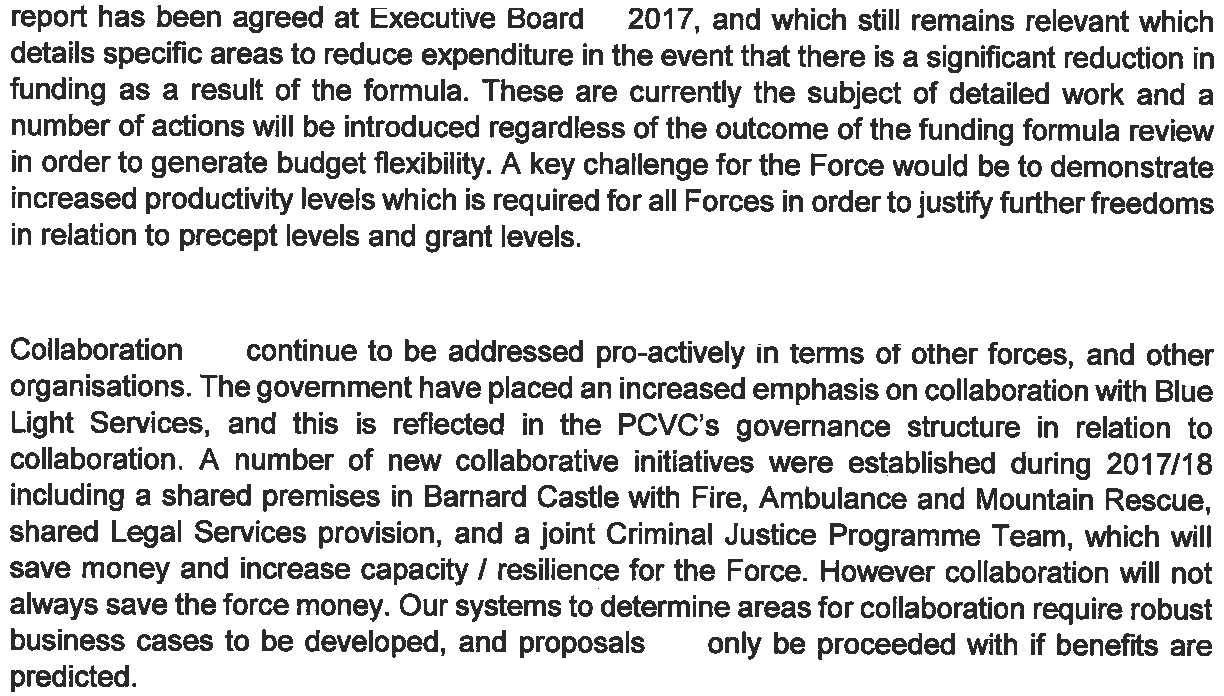 report has been agreed at Executive Board 2017, and which still remains relevant which
details specific areas to reduce expenditure in the event that there is a significant reduction in
funding as a result of the formula. These are currently the subject of detailed work and a
number of actions will be introduced regardless of the outcome of the funding formula review
in order to generate budget flexibility. A key challenge for the Force would be to demonstrate
increased productivity levels which is required for all Forces in order to justify further freedoms
in relation to precept levels and grant levels.
Collaboration continue to be addressed pro-actively in terms of other forces, and other
organisations. The government have placed an increased emphasis on collaboration with Blue
Light Services, and this is reflected in the PCVC's governance structure in relation to
collaboration. A number of new collaborative initiatives were established during 2017/18
including a shared premises in Barnard Castle with Fire, Ambulance and Mountain Rescue,
shared Legal Services provision, and a joint Criminal Justice Programme Team, which will
save money and increase capacity / resilience for the Force. However collaboration will not
always save the force money. Our systems to determine areas for collaboration require robust
business cases to be developed, and proposals only be proceeded with if benefits are
predicted.